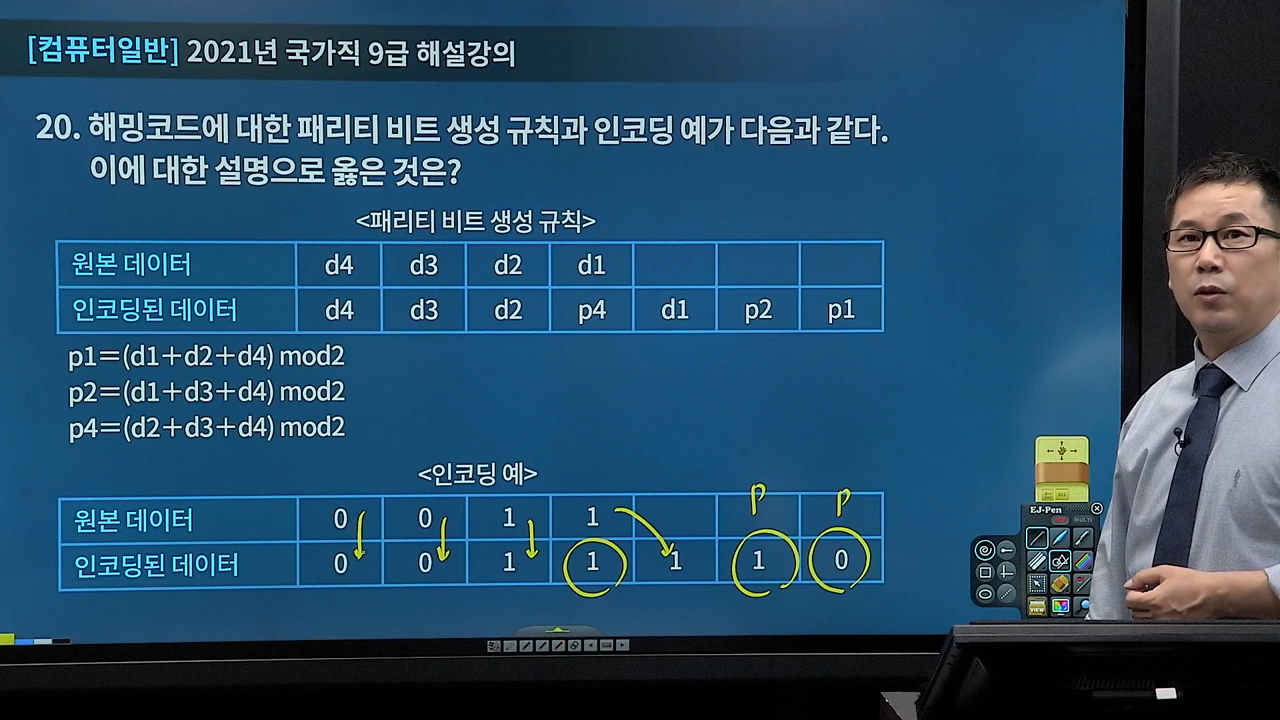 [컴퓨터일반] 2021년 국가직 9급 해설강의
20. 해밍코드에 대한 패리티 비트 생성 규칙과 인코딩 예가 다음과 같다.
이에 대한 설명으로 옳은 것은?
<패리티 비트 생성 규칙>
원본 데이터 d4 d3 d2 d1
인코딩된 데이터 d4 d3 d2 p4 d1 p2 p1
p1=(d1+d2+d4) mod2
p2=(d1+d3+d4) mod2
p4=(d2+d3+d4) mod2
<인코딩 예>
P P
원본 데이터 0 0 1 1
인코딩된 데이터 0 0 1 1 1 1 0
EJ-Pen